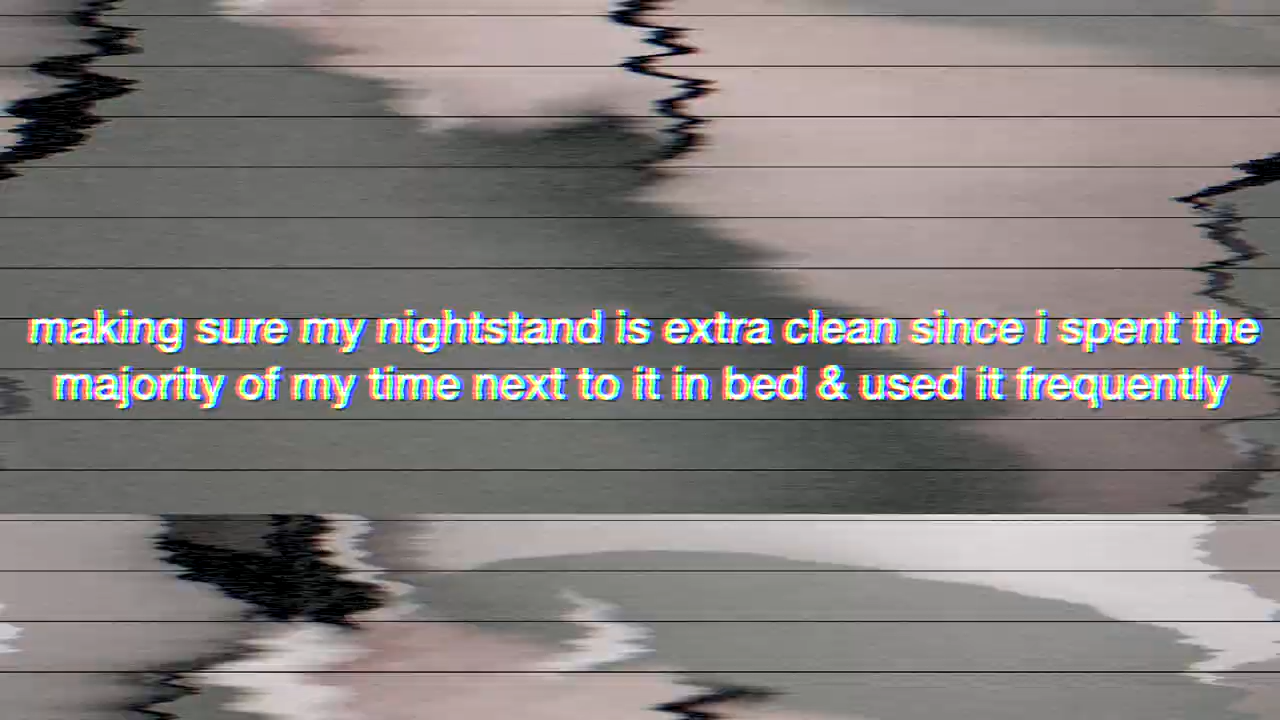 making sure my nightstand is extra clean since i spent the
majority of my time next to it in bed & used it frequently